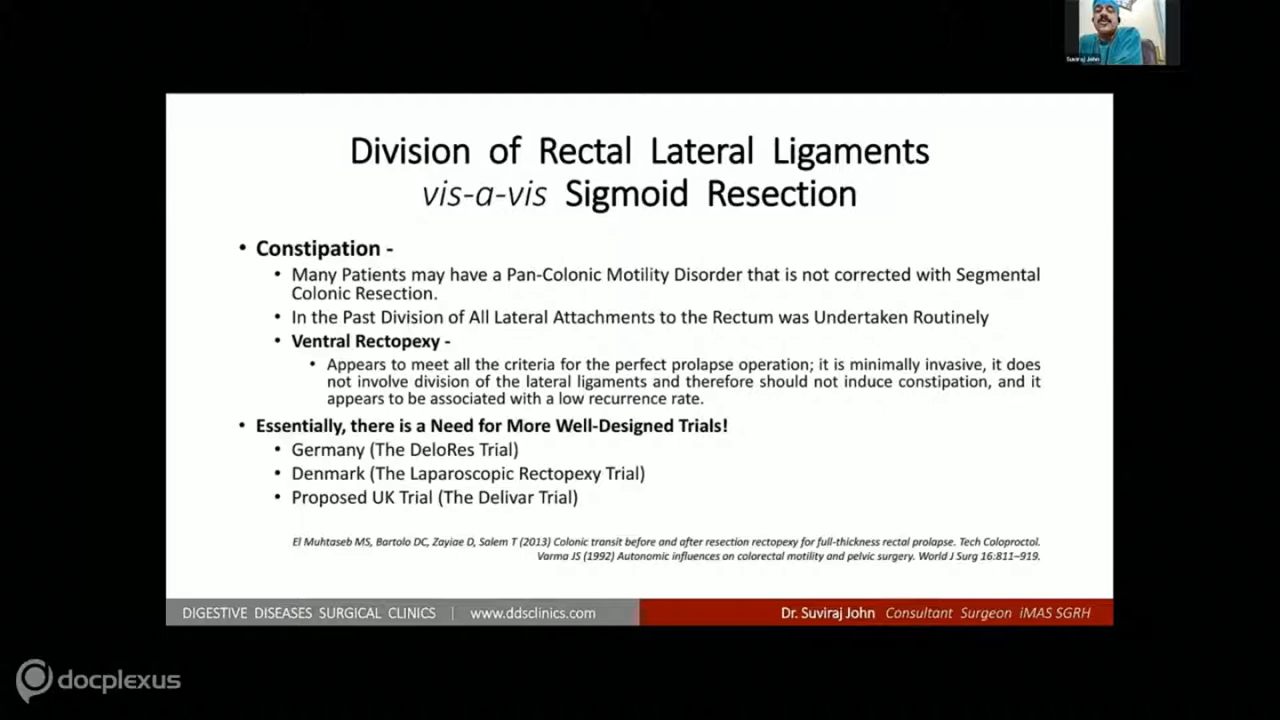 Suviraj John
Division of Rectal Lateral Ligaments
vis-a-vis Sigmoid Resection
• Constipation -
• Many Patients may have a Pan-Colonic Motility Disorder that is not corrected with Segmental
Colonic Resection.
• In the Past Division of All Lateral Attachments to the Rectum was Undertaken Routinely
• Ventral Rectopexy -
• Appears to meet all the criteria for the perfect prolapse operation; it is minimally invasive, it does
not involve division of the lateral ligaments and therefore should not induce constipation, and it
appears to be associated with a low recurrence rate.
• Essentially, there is a Need for More Well-Designed Trials!
• Germany (The DeloRes Trial)
• Denmark (The Laparoscopic Rectopexy Trial)
• Proposed UK Trial (The Delivar Trial)
El Muhtaseb MS, Bartolo DC, Zayiae D, Salem T (2013) Colonic transit before and after resection rectopexy for full-thickness rectal prolapse. Tech Coloproctol.
Varma JS (1992) Autonomic influences on colorectal motility and pelvic surgery. World J Surg 16:811–919.
DIGESTIVE DISEASES SURGICAL CLINICS | www.ddsclinics.com
Dr. Suviraj John Consultant Surgeon iMAS SGRH
docplexus